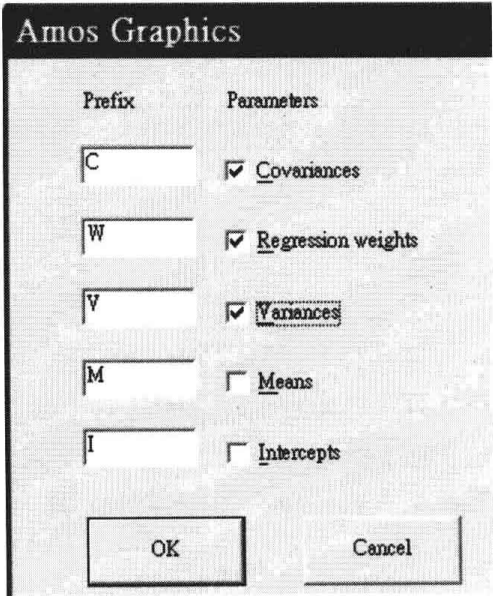 Amos Graphics
Prefix Parameters
C Covariances
W Regression weights
V Variances
M Means
I Intercepts
OK Cancel